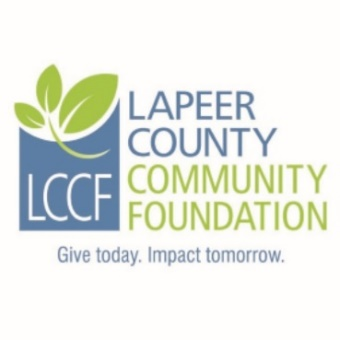 LCCF
LAPEER
COUNTY
COMMUNITY
FOUNDATION
Give today. Impact tomorrow.